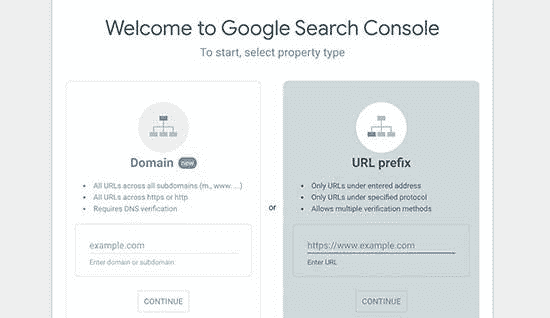 Welcome to Google Search Console
To start, select property type
Domain new
All URLs across all subdomains (m., www. ...)
All URLs across https or http
Requires DNS verification
example.com
Enter domain or subdomain
CONTINUE
or
URL prefix
Only URLs under entered address
Only URLs under specified protocol
Allows multiple verification methods
https://www.example.com
Enter URL
CONTINUE